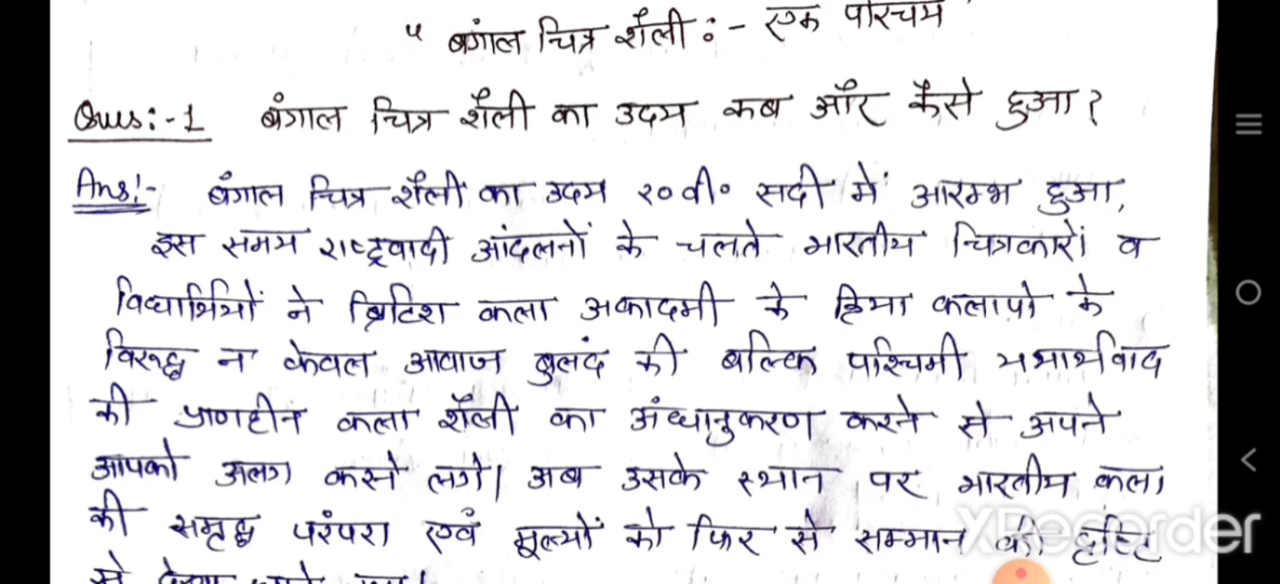 " बंगाल चित्र शैली :- एक परिचय
Ques:-1 बंगाल चित्र शैली का उदय कब और कैसे हुआ?
Ans:- बंगाल चित्र शैली का उदय २०वी० सदी में आरम्भ हुआ,
इस समय राष्ट्रवादी आंदलनों के चलते भारतीय चित्रकारों व
विद्यार्थियों ने ब्रिटिश कला अकादमी के क्रिया कलापो के
विरूद्ध न केवल आवाज बुलंद की बल्कि पश्चिमी यथार्थवाद
की प्राणहीन कला शैली का अंधानुकरण करने से अपने
आपको अलग करने लगे। अब उसके स्थान पर भारतीय कला
की समृद्ध परंपरा एवं मूल्यों को फिर से सम्मान की दृष्टि
से
XRecorder